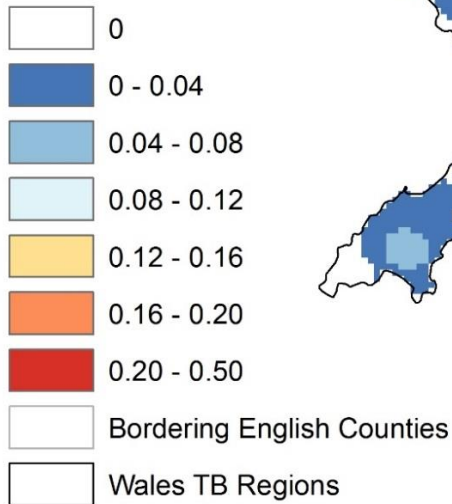 0
0 - 0.04
0.04 - 0.08
0.08 - 0.12
0.12 - 0.16
0.16 - 0.20
0.20 - 0.50
Bordering English Counties
Wales TB Regions